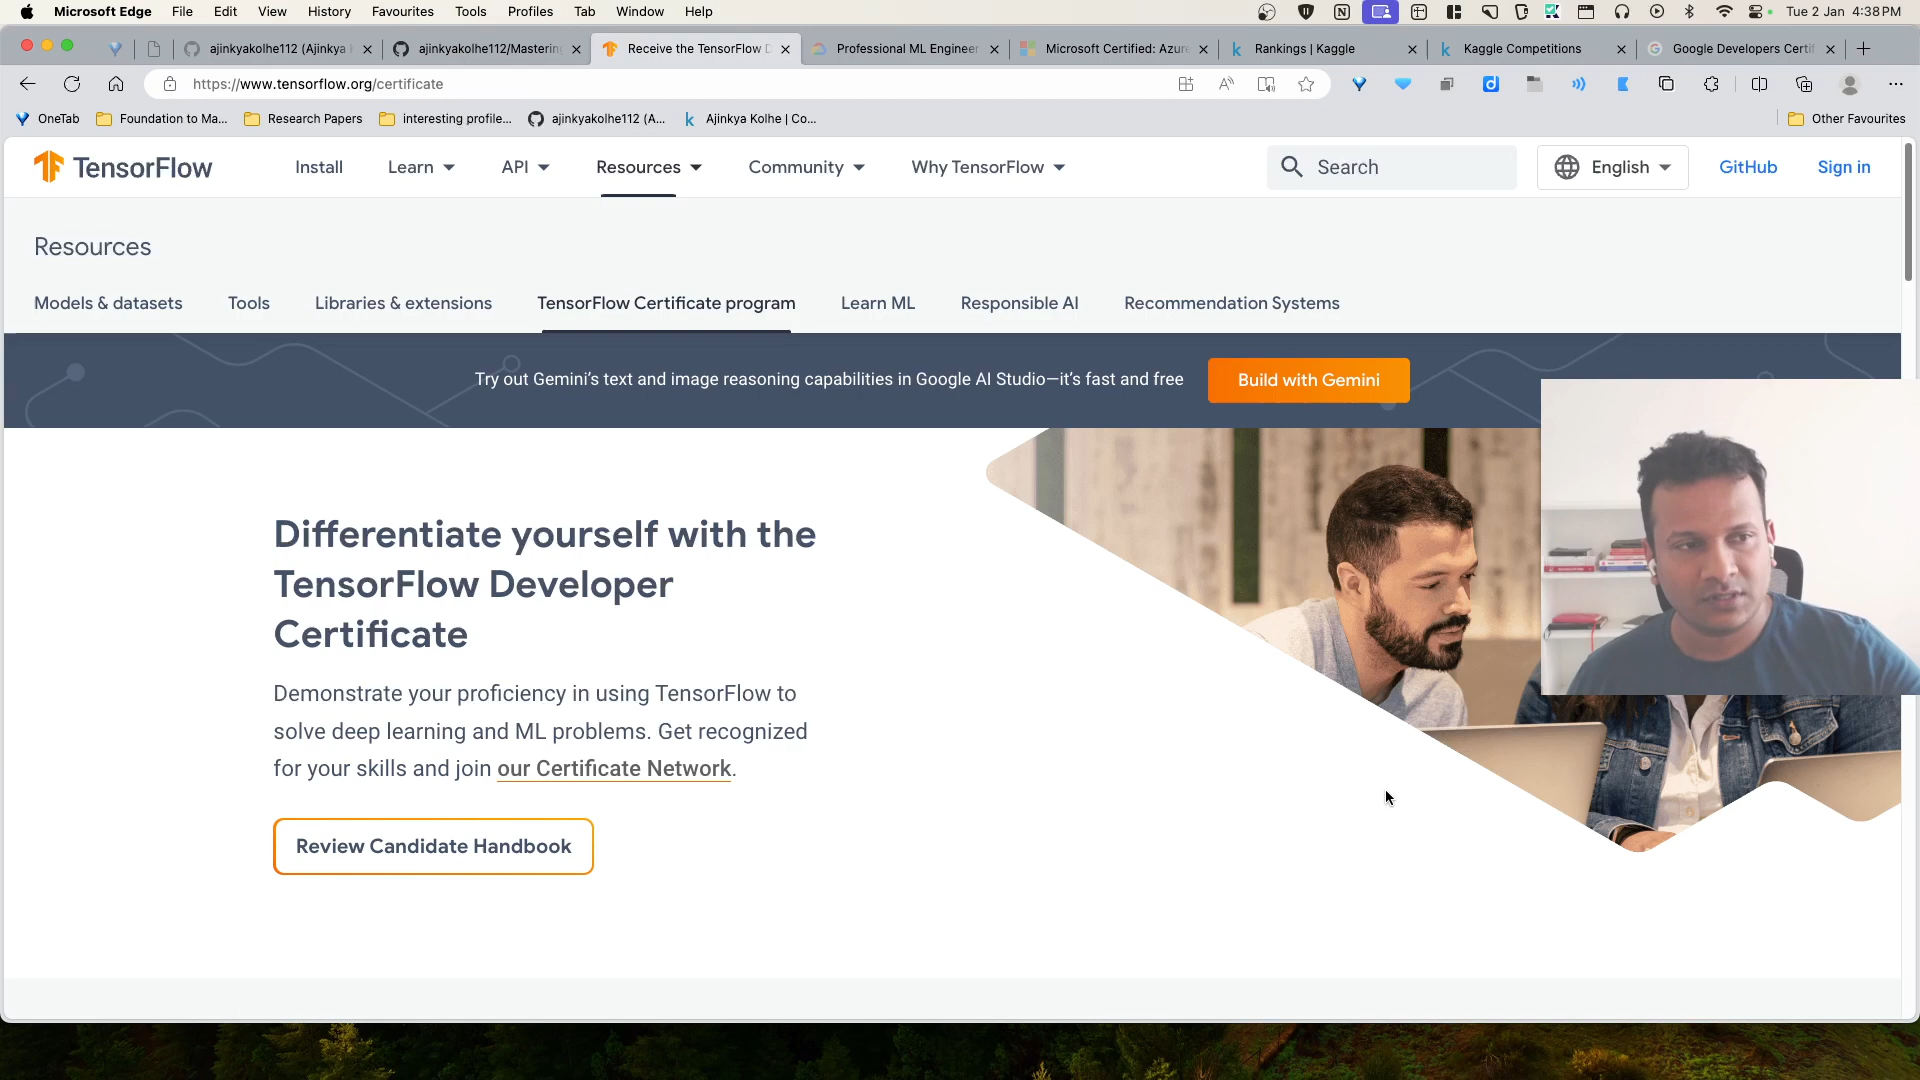 Microsoft Edge File Edit View History Favourites Tools Profiles Tab Window Help Tue 2 Jan 4:38 PM
ajinkyakolhe112 (Ajinkya ajinkyakolhe112/Mastering Receive the TensorFlow D Professional ML Engineer Microsoft Certified: Azure Rankings | Kaggle Kaggle Competitions Google Developers Certif
https://www.tensorflow.org/certificate
OneTab Foundation to Ma... Research Papers interesting profile... ajinkyakolhe112 (A... Ajinkya Kolhe | Co... Other Favourites
TensorFlow Install Learn API Resources Community Why TensorFlow Search English GitHub Sign in
Resources
Models & datasets Tools Libraries & extensions TensorFlow Certificate program Learn ML Responsible AI Recommendation Systems
Try out Gemini's text and image reasoning capabilities in Google AI Studio—it's fast and free Build with Gemini
Differentiate yourself with the
TensorFlow Developer
Certificate
Demonstrate your proficiency in using TensorFlow to
solve deep learning and ML problems. Get recognized
for your skills and join our Certificate Network.
Review Candidate Handbook